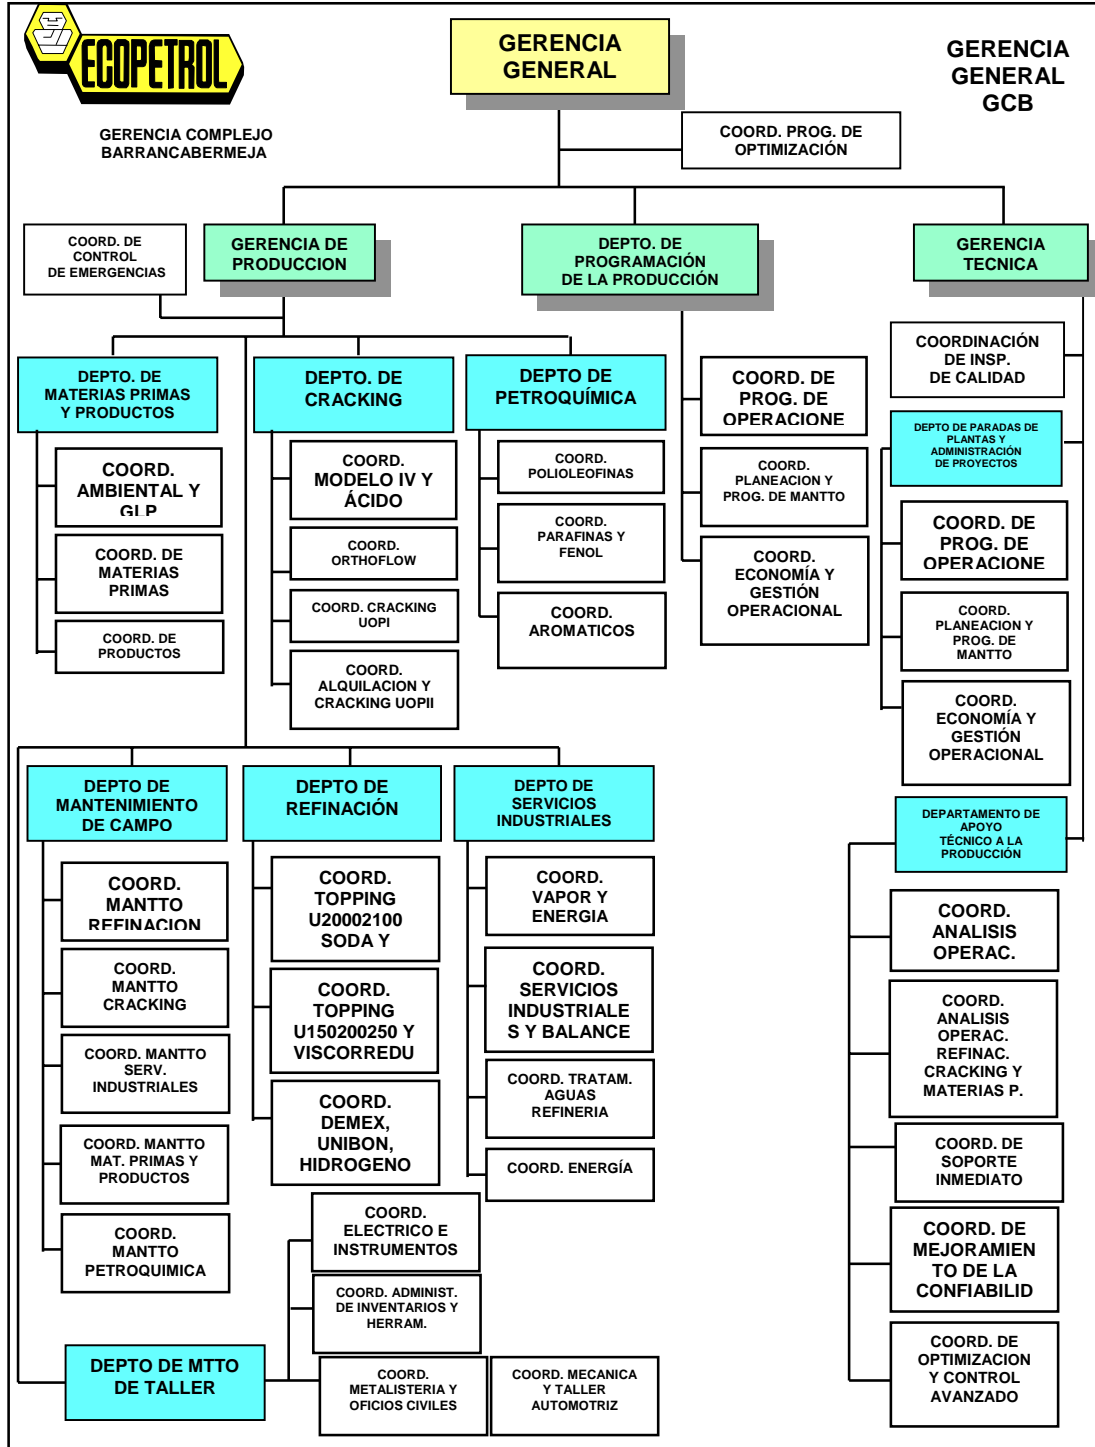 ECOPETROL
GERENCIA COMPLEJO
BARRANCABERMEJA
GERENCIA
GENERAL
GERENCIA
GENERAL
GCB
COORD. PROG. DE
OPTIMIZACIÓN
COORD. DE
CONTROL
DE EMERGENCIAS
GERENCIA DE
PRODUCCION
DEPTO. DE
PROGRAMACIÓN
DE LA PRODUCCIÓN
GERENCIA
TECNICA
DEPTO. DE
MATERIAS PRIMAS
Y PRODUCTOS
COORD.
AMBIENTAL Y
GLP
COORD. DE
MATERIAS
PRIMAS
COORD. DE
PRODUCTOS
DEPTO. DE
CRACKING
COORD.
MODELO IV Y
ÁCIDO
COORD.
ORTHOFLOW
COORD. CRACKING
UOPI
COORD.
ALQUILACION Y
CRACKING UOPII
DEPTO DE
PETROQUÍMICA
COORD.
POLIOLEOFINAS
COORD.
PARAFINAS Y
FENOL
COORD.
AROMATICOS
COORD. DE
PROG. DE
OPERACIONE
COORD.
PLANEACION Y
PROG. DE MANTTO
COORD.
ECONOMÍA Y
GESTIÓN
OPERACIONAL
COORDINACIÓN
DE INSP.
DE CALIDAD
DEPTO DE PARADAS DE
PLANTAS Y
ADMINISTRACIÓN
DE PROYECTOS
COORD. DE
PROG. DE
OPERACIONE
COORD.
PLANEACION Y
PROG. DE
MANTTO
COORD.
ECONOMÍA Y
GESTIÓN
OPERACIONAL
DEPTO DE
MANTENIMIENTO
DE CAMPO
COORD.
MANTTO
REFINACION
COORD.
MANTTO
CRACKING
COORD. MANTTO
SERV.
INDUSTRIALES
COORD. MANTTO
MAT. PRIMAS Y
PRODUCTOS
COORD.
MANTTO
PETROQUIMICA
DEPTO DE
REFINACIÓN
COORD.
TOPPING
U20002100
SODA Y
COORD.
TOPPING
U150200250 Y
VISCORREDU
COORD.
DEMEX,
UNIBON,
HIDROGENO
DEPTO DE
SERVICIOS
INDUSTRIALES
COORD.
VAPOR Y
ENERGIA
COORD.
SERVICIOS
INDUSTRIALE
S Y BALANCE
COORD. TRATAM.
AGUAS
REFINERIA
COORD. ENERGÍA
DEPARTAMENTO DE
APOYO
TÉCNICO A LA
PRODUCCIÓN
COORD.
ANALISIS
OPERAC.
COORD.
ANALISIS
OPERAC.
REFINAC.
CRACKING Y
MATERIAS P.
COORD. DE
SOPORTE
INMEDIATO
COORD. DE
MEJORAMIEN
TO DE LA
CONFIABILID
COORD. DE
OPTIMIZACION
Y CONTROL
AVANZADO
DEPTO DE MTTO
DE TALLER
COORD.
ELECTRICO E
INSTRUMENTOS
COORD. ADMINIST.
DE INVENTARIOS Y
HERRAM.
COORD.
METALISTERIA Y
OFICIOS CIVILES
COORD. MECANICA
Y TALLER
AUTOMOTRIZ